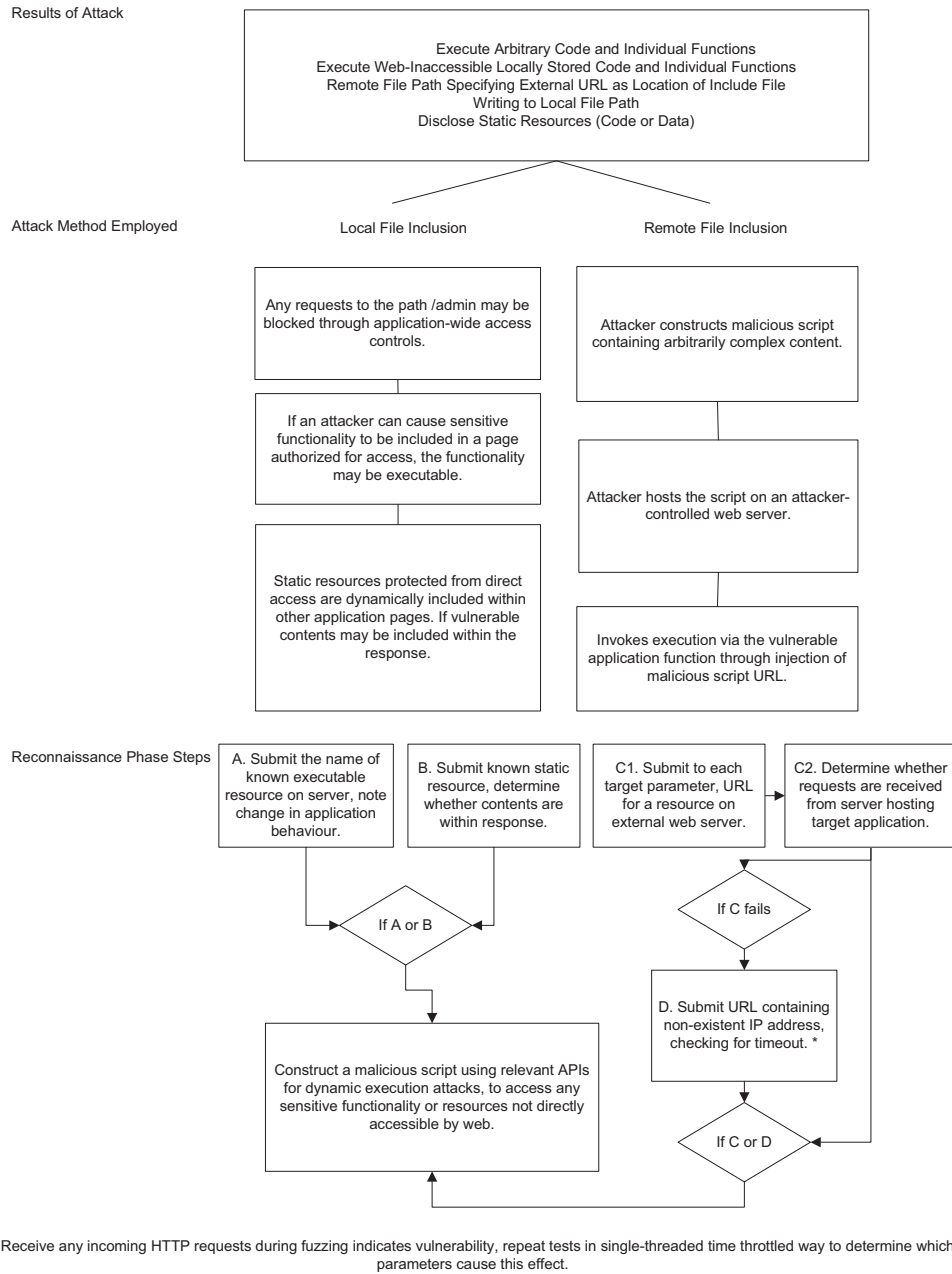 Results of Attack
Execute Arbitrary Code and Individual Functions
Execute Web-Inaccessible Locally Stored Code and Individual Functions
Remote File Path Specifying External URL as Location of Include File
Writing to Local File Path
Disclose Static Resources (Code or Data)
Attack Method Employed
Local File Inclusion
Remote File Inclusion
Any requests to the path /admin may be
blocked through application-wide access
controls.
If an attacker can cause sensitive
functionality to be included in a page
authorized for access, the functionality
may be executable.
Static resources protected from direct
access are dynamically included within
other application pages. If vulnerable
contents may be included within the
response.
Attacker constructs malicious script
containing arbitrarily complex content.
Attacker hosts the script on an attacker-
controlled web server.
Invokes execution via the vulnerable
application function through injection of
malicious script URL.
Reconnaissance Phase Steps
A. Submit the name of
known executable
resource on server, note
change in application
behaviour.
B. Submit known static
resource, determine
whether contents are
within response.
C1. Submit to each
target parameter, URL
for a resource on
external web server.
C2. Determine whether
requests are received
from server hosting
target application.
If A or B
If C fails
D. Submit URL containing
non-existent IP address,
checking for timeout. *
Construct a malicious script using relevant APIs
for dynamic execution attacks, to access any
sensitive functionality or resources not directly
accessible by web.
If C or D
Receive any incoming HTTP requests during fuzzing indicates vulnerability, repeat tests in single-threaded time throttled way to determine which
parameters cause this effect.